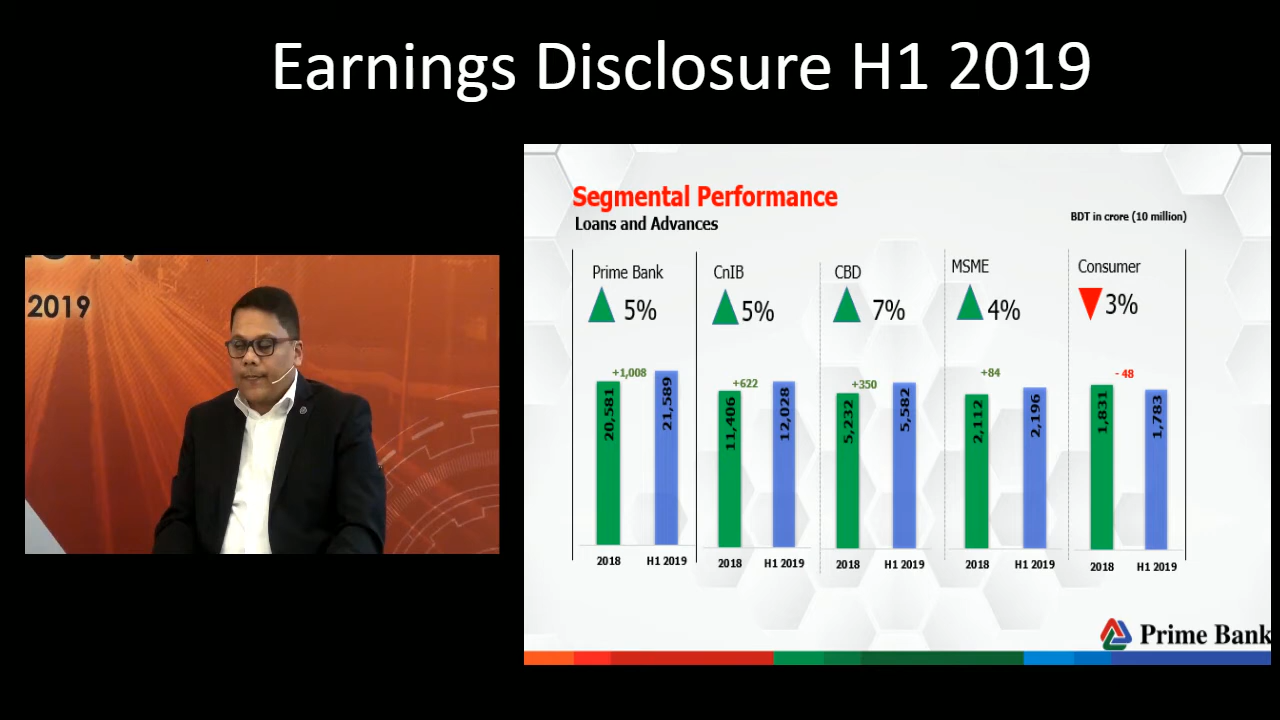 Earnings Disclosure H1 2019
2019
Segmental Performance
Loans and Advances
BDT in crore (10 million)
Prime Bank
5%
+1,008
20,581
21,589
2018
H1 2019
CnIB
5%
+622
11,406
12,028
2018
H1 2019
CBD
7%
+350
5,232
5,582
2018
H1 2019
MSME
4%
+84
2,112
2,196
2018
H1 2019
Consumer
3%
- 48
1,831
1,783
2018
H1 2019
Prime Bank